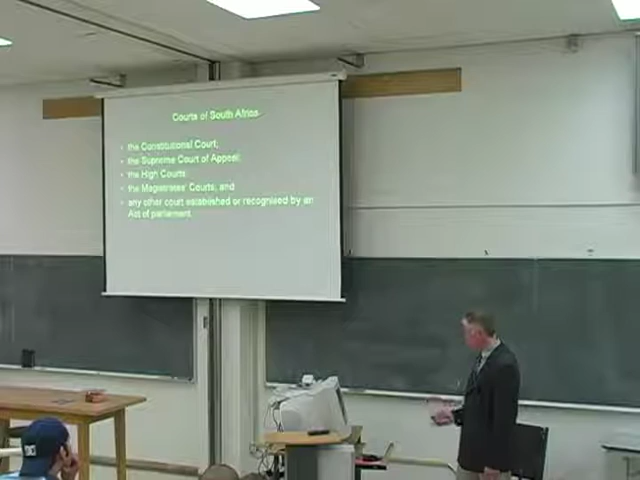 Courts of South Africa
• the Constitutional Court;
• the Supreme Court of Appeal;
• the High Courts
• the Magistrates' Courts, and
• any other court established or recognised by an
Act of parliament.